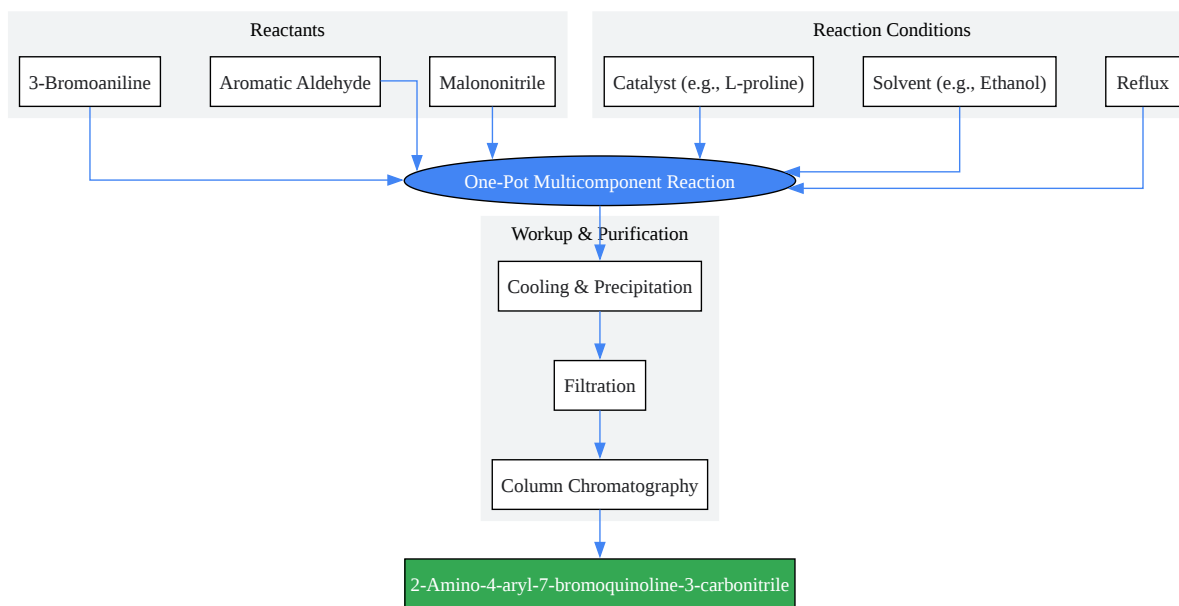 Reactants
Reaction Conditions
3-Bromoaniline
Aromatic Aldehyde
Malononitrile
Catalyst (e.g., L-proline)
Solvent (e.g., Ethanol)
Reflux
One-Pot Multicomponent Reaction
Workup & Purification
Cooling & Precipitation
Filtration
Column Chromatography
2-Amino-4-aryl-7-bromoquinoline-3-carbonitrile